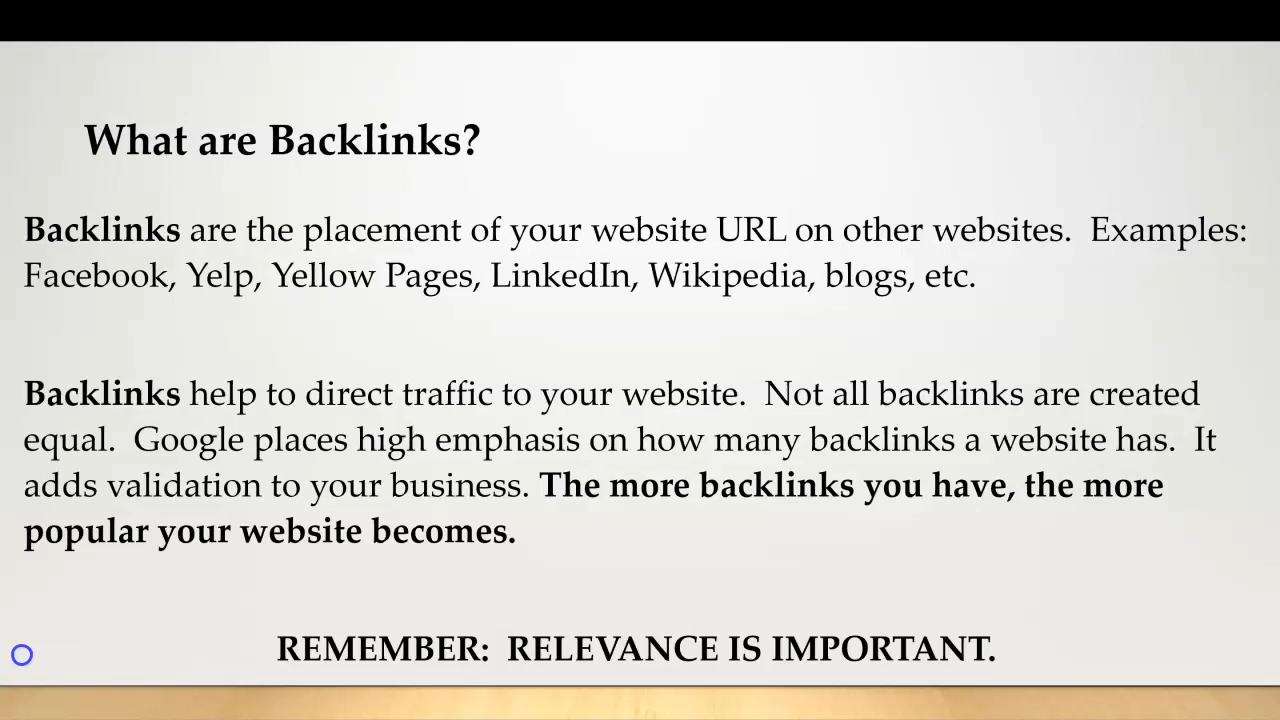 What are Backlinks?
Backlinks are the placement of your website URL on other websites.  Examples:
Facebook, Yelp, Yellow Pages, LinkedIn, Wikipedia, blogs, etc.
Backlinks help to direct traffic to your website.  Not all backlinks are created
equal.  Google places high emphasis on how many backlinks a website has.  It
adds validation to your business. The more backlinks you have, the more
popular your website becomes.
REMEMBER:  RELEVANCE IS IMPORTANT.